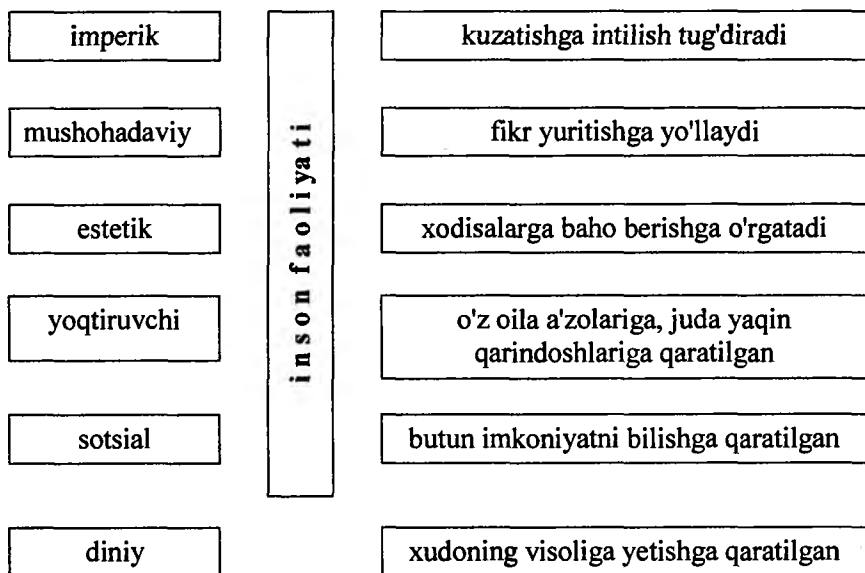 imperik
kuzatishga intilish tug'diradi
mushohadaviy
fikr yuritishga yo'llaydi
inson faoliyati
estetik
xodisalarga baho berishga o'rgatadi
yoqtiruvchi
o'z oila a'zolariga, juda yaqin
qarindoshlariga qaratilgan
sotsial
butun imkoniyatni bilishga qaratilgan
diniy
xudoning visoliga yetishga qaratilgan